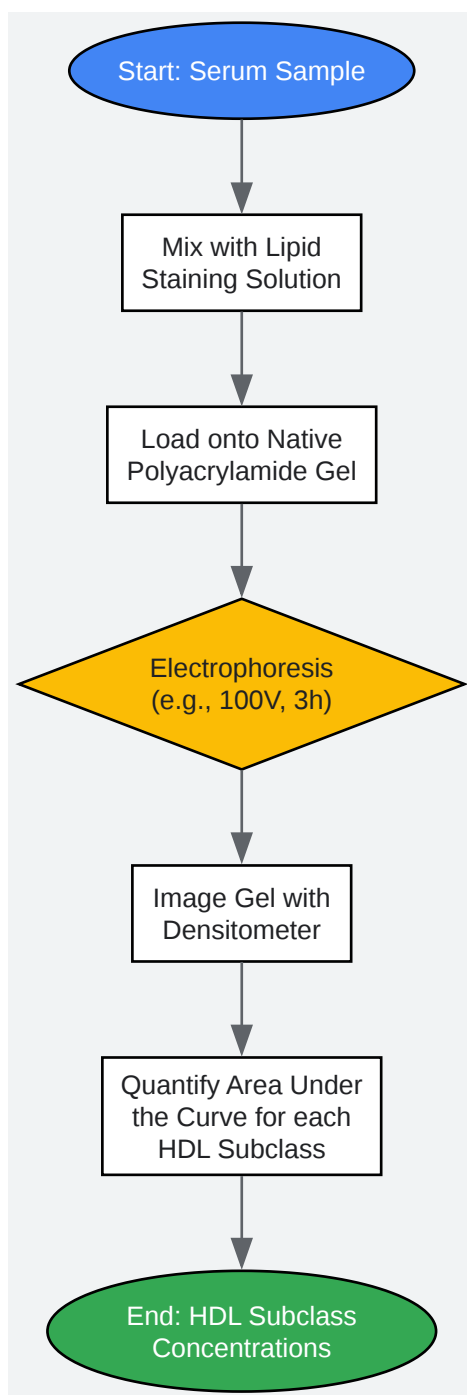 Start: Serum Sample
Mix with Lipid
Staining Solution
Load onto Native
Polyacrylamide Gel
Electrophoresis
(e.g., 100V, 3h)
Image Gel with
Densitometer
Quantify Area Under
the Curve for each
HDL Subclass
End: HDL Subclass
Concentrations